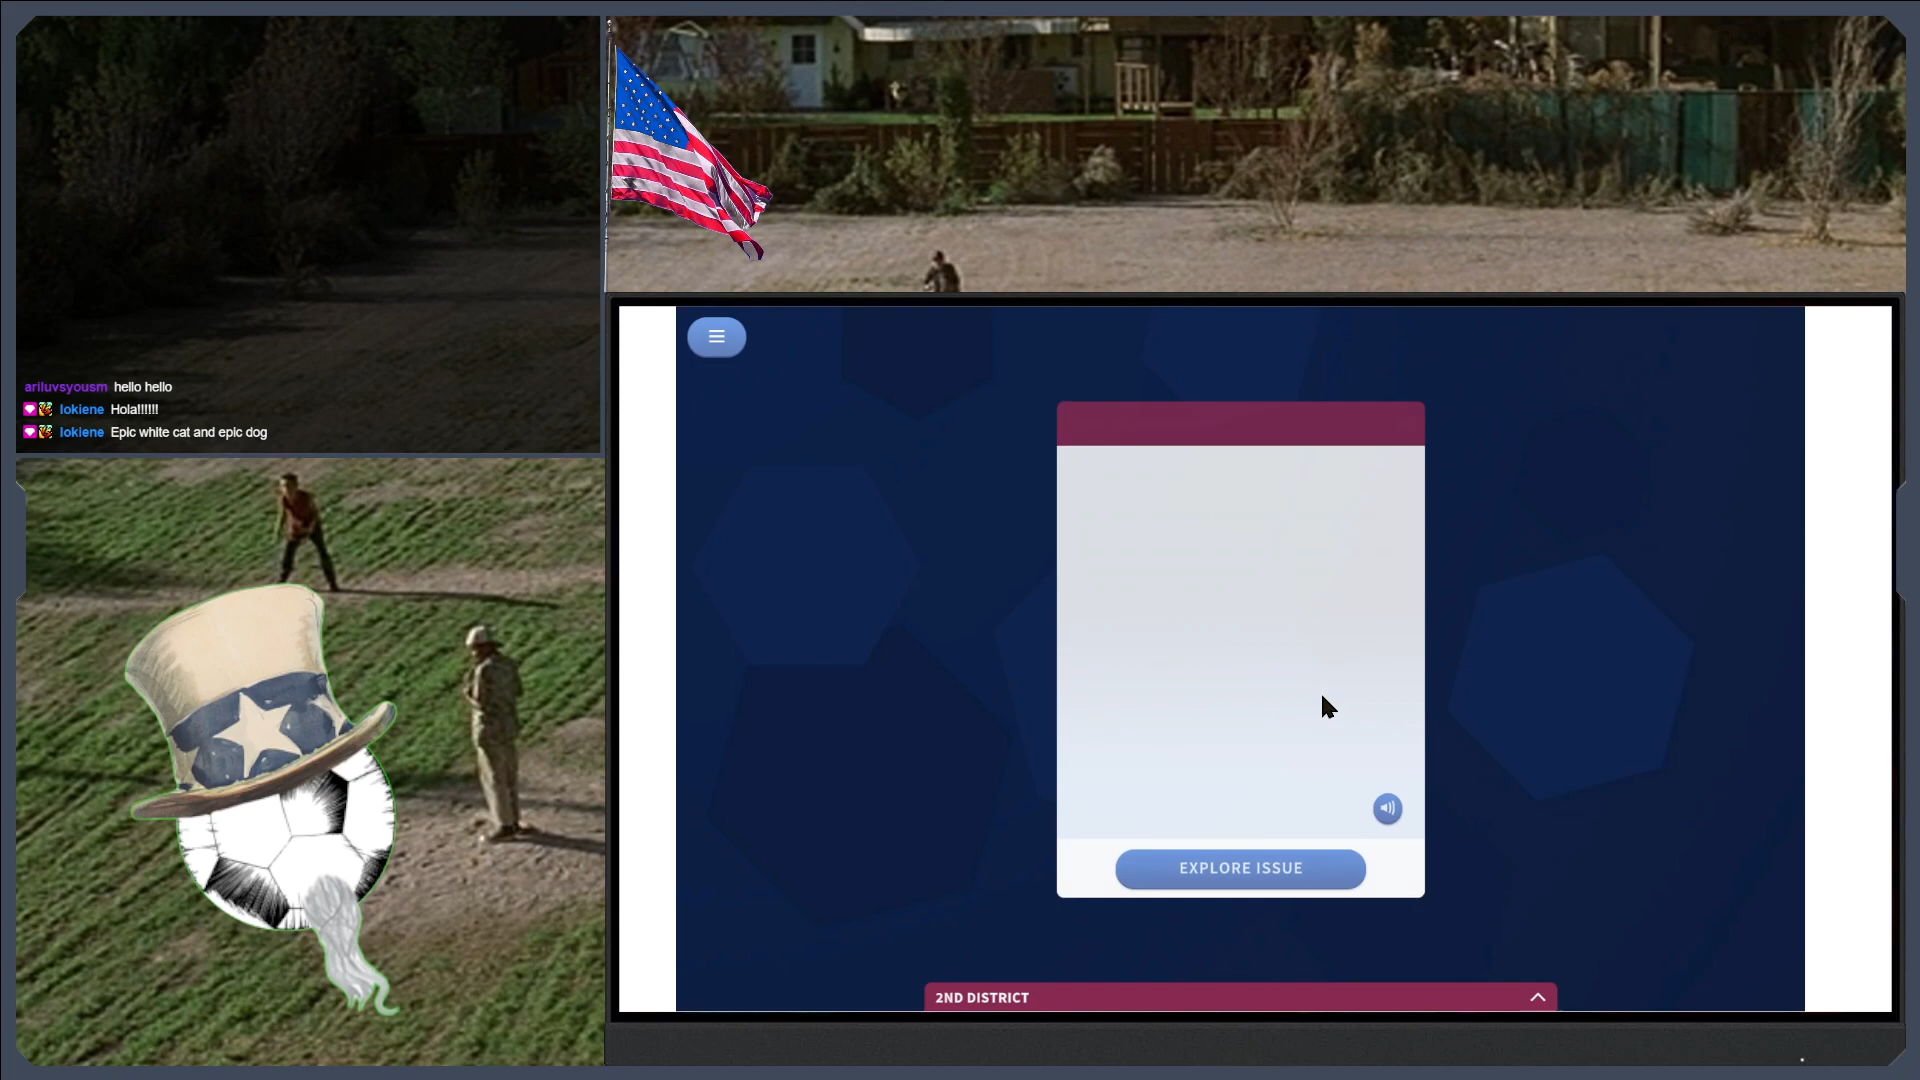 ariluvsyousm hello hello
lokiene Hola!!!!!!
lokiene Epic white cat and epic dog
EXPLORE ISSUE
2ND DISTRICT